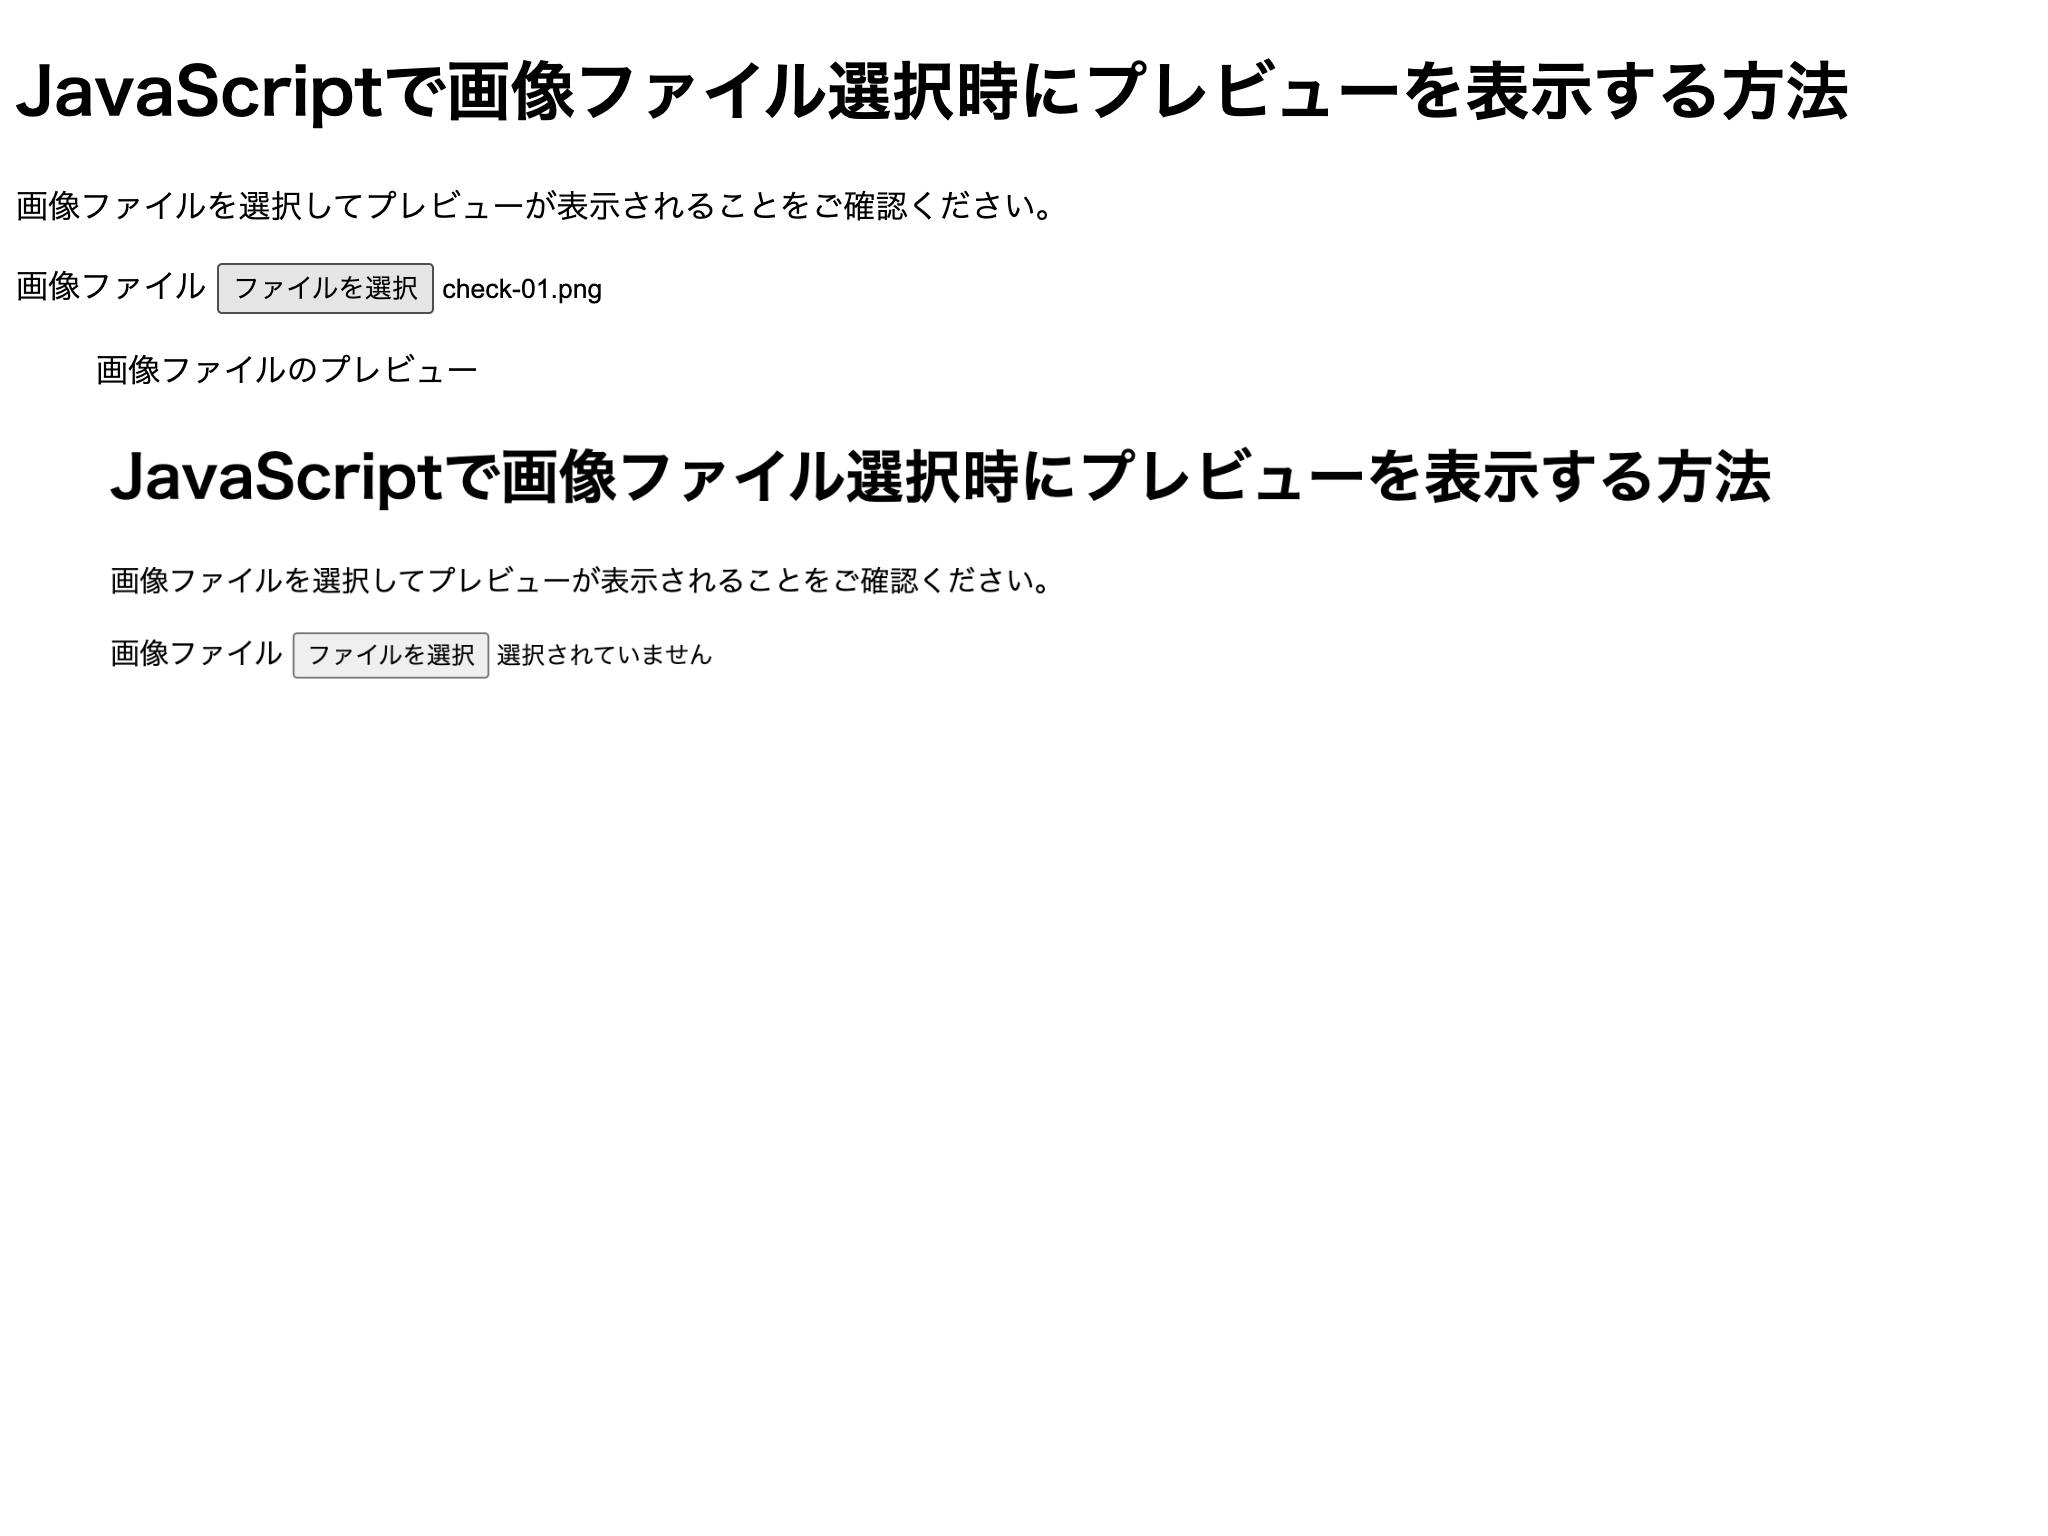 JavaScriptで画像ファイル選択時にプレビューを表示する方法
画像ファイルを選択してプレビューが表示されることをご確認ください。
画像ファイル ファイルを選択 check-01.png
画像ファイルのプレビュー
JavaScriptで画像ファイル選択時にプレビューを表示する方法
画像ファイルを選択してプレビューが表示されることをご確認ください。
画像ファイル ファイルを選択 選択されていません